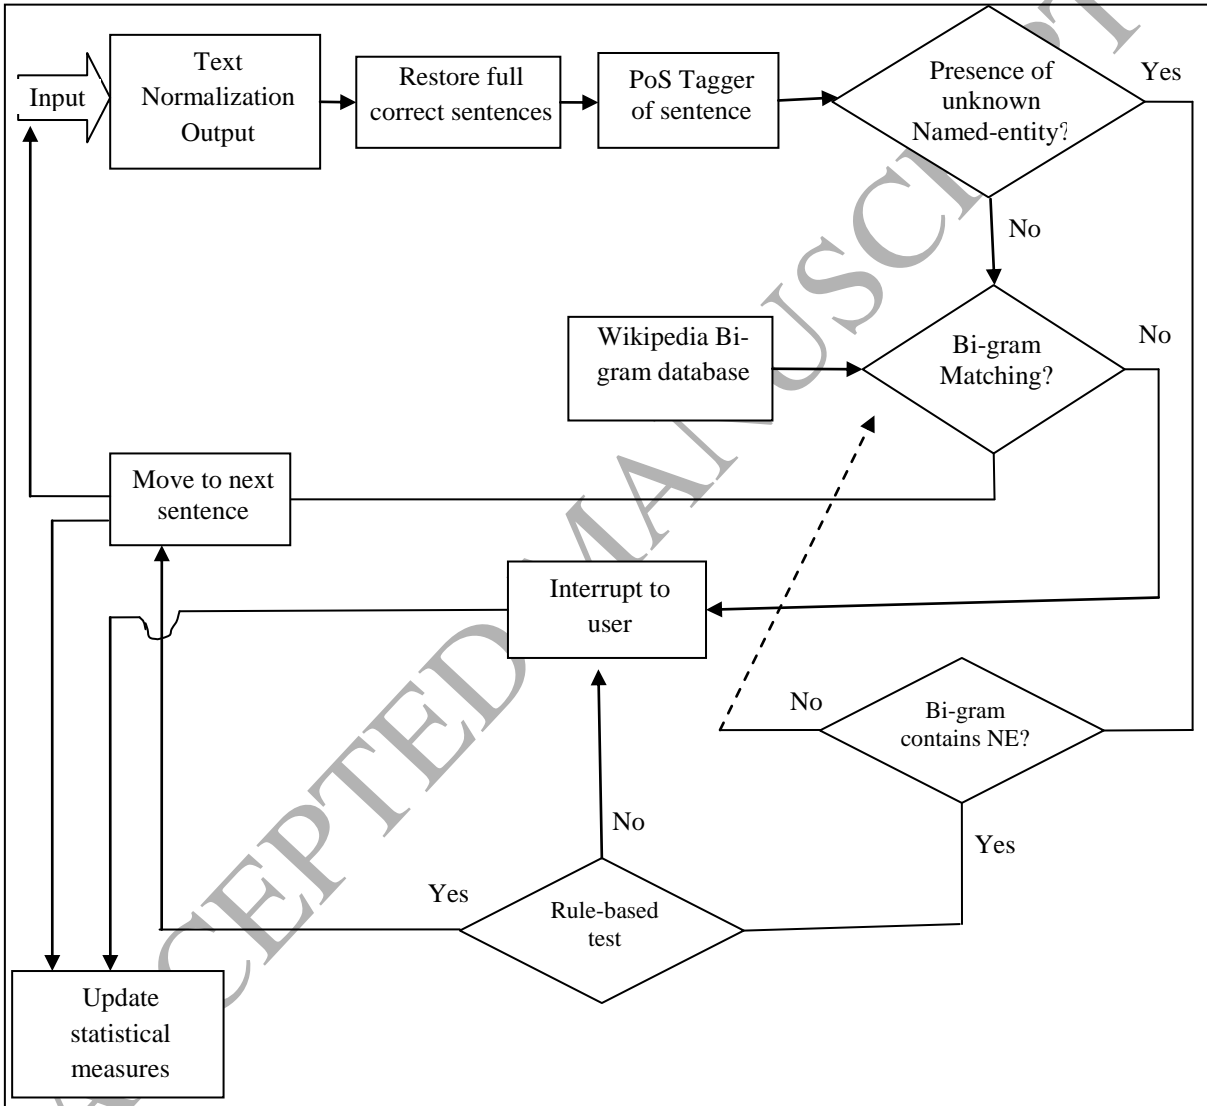 Input
Text
Normalization
Output
Restore full
correct sentences
PoS Tagger
of sentence
Presence of
unknown
Named-entity?
Yes
No
Wikipedia Bi-
gram database
Bi-gram
Matching?
No
Move to next
sentence
Interrupt to
user
No
Bi-gram
contains NE?
Yes
No
Yes
Rule-based
test
Update
statistical
measures
ACCEPTED MANUSCRIPT